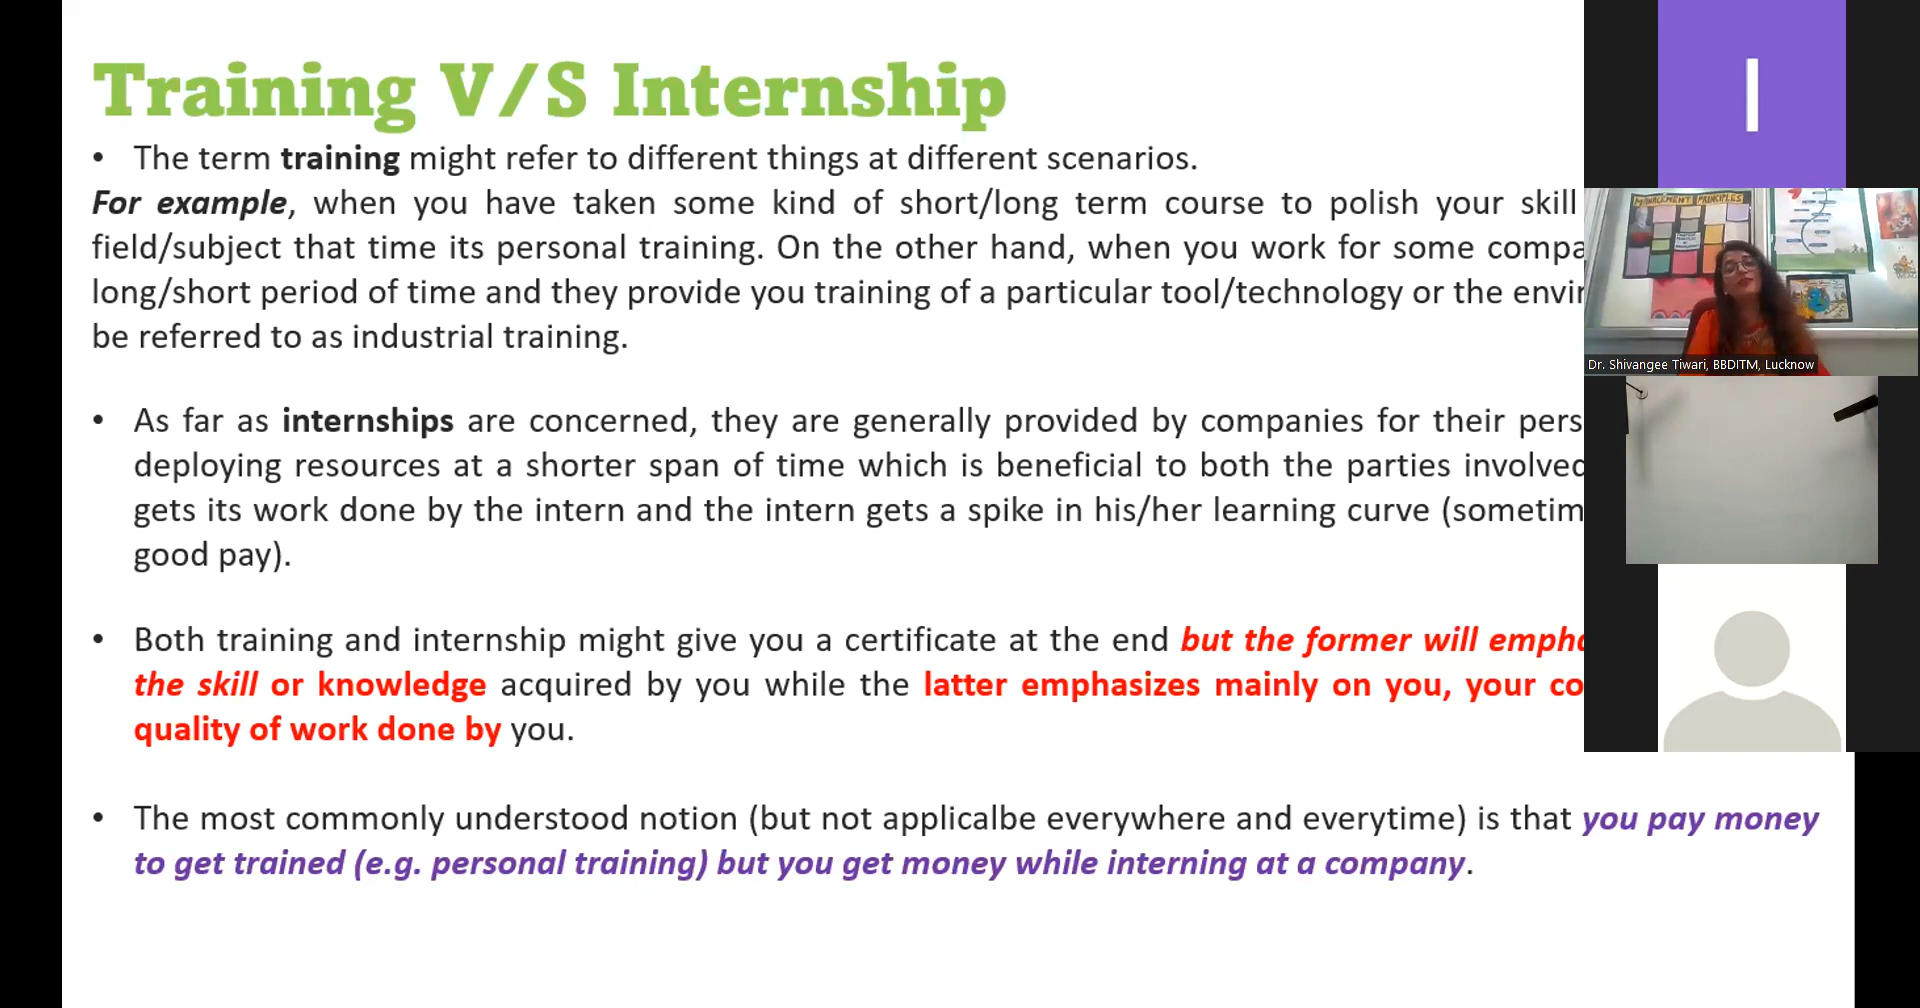 Training V/S Internship
• The term training might refer to different things at different scenarios.
For example, when you have taken some kind of short/long term course to polish your skill
field/subject that time its personal training. On the other hand, when you work for some
long/short period of time and they provide you training of a particular tool/technology or the
be referred to as industrial training.
• As far as internships are concerned, they are generally provided by companies for their
deploying resources at a shorter span of time which is beneficial to both the parties involved
gets its work done by the intern and the intern gets a spike in his/her learning curve
good pay).
• Both training and internship might give you a certificate at the end but the former will
the skill or knowledge acquired by you while the latter emphasizes mainly on you, your
quality of work done by you.
• The most commonly understood notion (but not applicalbe everywhere and everytime) is that you pay money
to get trained (e.g. personal training) but you get money while interning at a company.
I
MANAGEMENT PRINCIPLES
Dr. Shivangee Tiwari, BBDITM, Lucknow